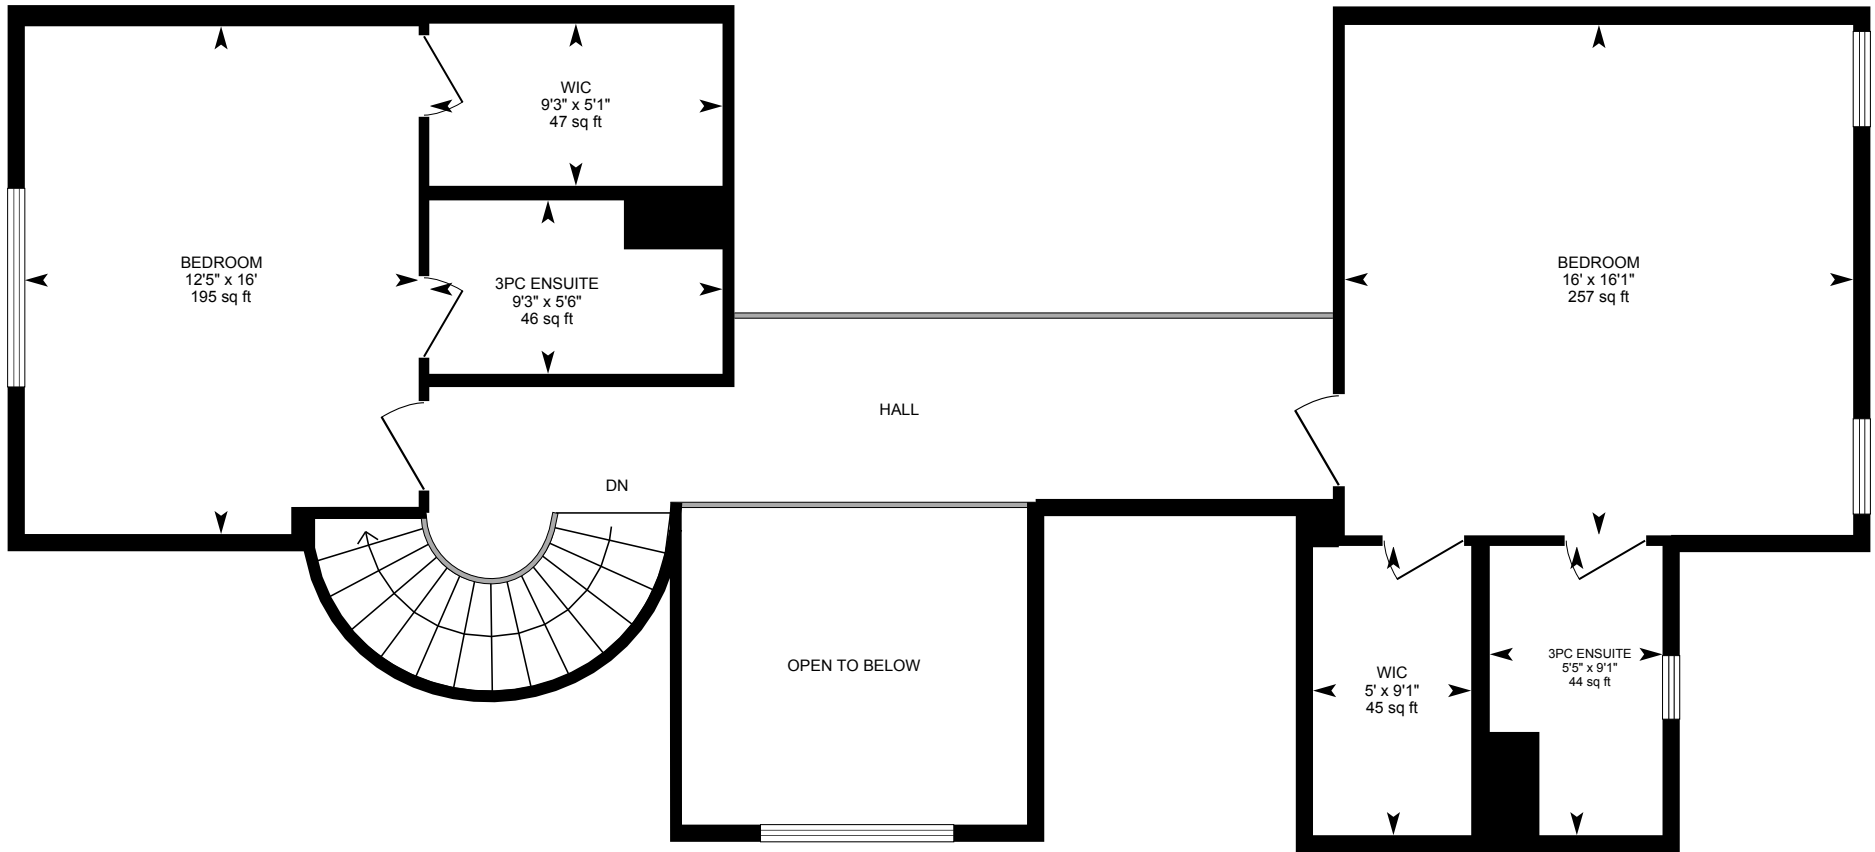 WIC
9'3" x 5'1"
47 sq ft
BEDROOM
12'5" x 16'
195 sq ft
3PC ENSUITE
9'3" x 5'6"
46 sq ft
BEDROOM
16' x 16'1"
257 sq ft
HALL
DN
OPEN TO BELOW
WIC
5' x 9'1"
45 sq ft
3PC ENSUITE
5'5" x 9'1"
44 sq ft